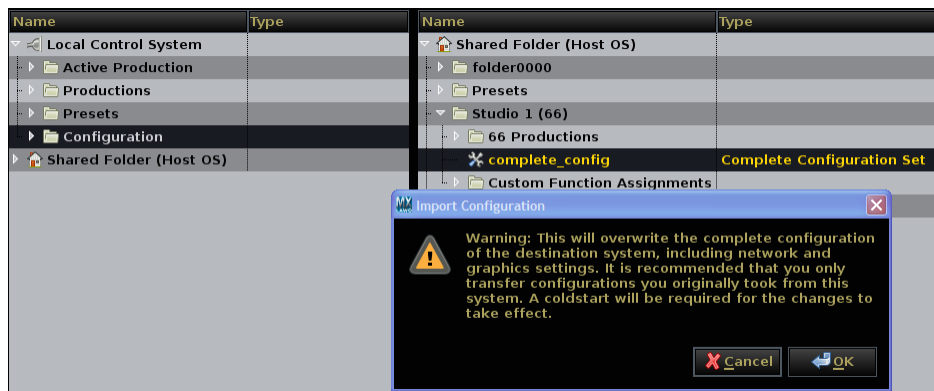 Name Type
Local Control System
Active Production
Productions
Presets
Configuration
Shared Folder (Host OS)
Name Type
Shared Folder (Host OS)
folder0000
Presets
Studio 1 (66)
66 Productions
complete_config Complete Configuration Set
Custom Function Assignments
Import Configuration
Warning: This will overwrite the complete configuration
of the destination system, including network and
graphics settings. It is recommended that you only
transfer configurations you originally took from this
system. A coldstart will be required for the changes to
take effect.
Cancel OK